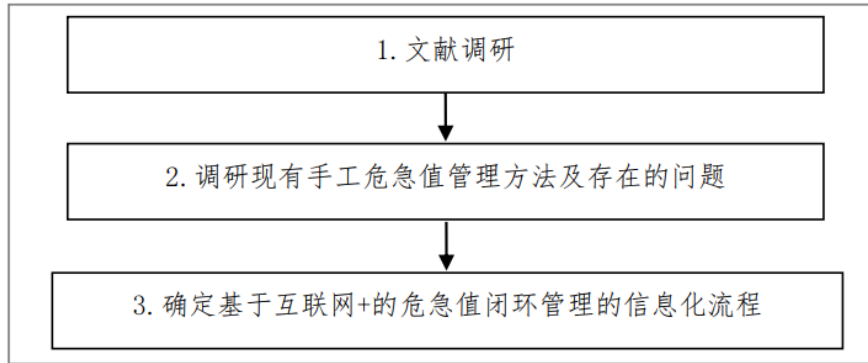 1.文献调研
2.调研现有手工危急值管理方法及存在的问题
3.确定基于互联网+的危急值闭环管理的信息化流程